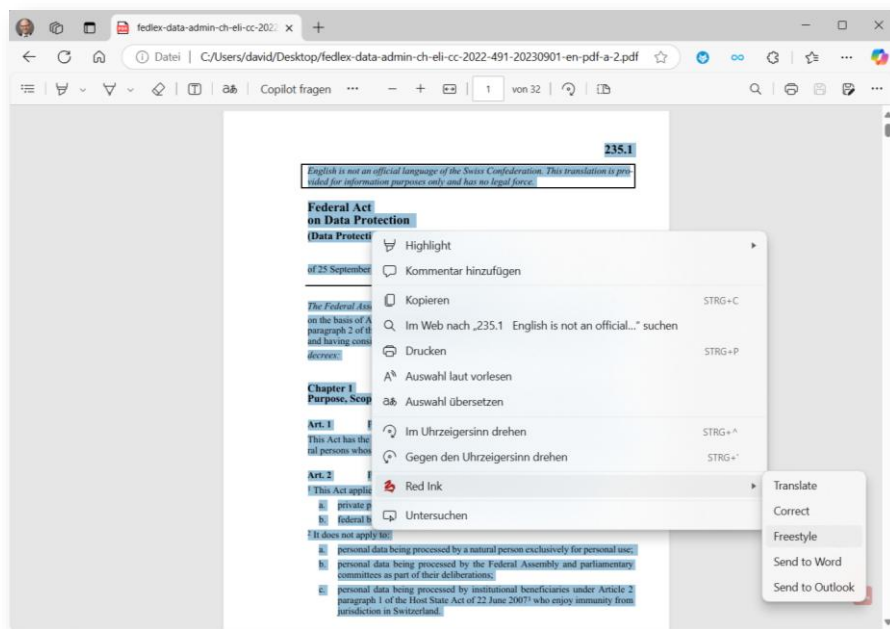 fedlex-data-admin-ch-eli-cc-2022
Datei | C:/Users/david/Desktop/fedlex-data-admin-ch-eli-cc-2022-491-20230901-en-pdf-a-2.pdf
Copilot fragen ... 1 von 32
235.1
English is not an official language of the Swiss Confederation. This translation is pro-
vided for information purposes only and has no legal force.
Federal Act
on Data Protection
(Data Protecti
of 25 September
The Federal Ass
on the basis of A
paragraph 2 of th
and having consi
decrees:
Chapter 1
Purpose, Scop
Art. 1
This Act has the
ral persons whos
Art. 2
1 This Act applie
a. private p
b. federal b
2 It does not apply to:
a. personal data being processed by a natural person exclusively for personal use;
b. personal data being processed by the Federal Assembly and parliamentary
committees as part of their deliberations;
c. personal data being processed by institutional beneficiaries under Article 2
paragraph 1 of the Host State Act of 22 June 2007³ who enjoy immunity from
jurisdiction in Switzerland.
Highlight
Kommentar hinzufügen
Kopieren STRG+C
Im Web nach „235.1 English is not an official..." suchen
Drucken STRG+P
Auswahl laut vorlesen
Auswahl übersetzen
Im Uhrzeigersinn drehen STRG+^
Gegen den Uhrzeigersinn drehen STRG+´
Red Ink
Untersuchen
Translate
Correct
Freestyle
Send to Word
Send to Outlook